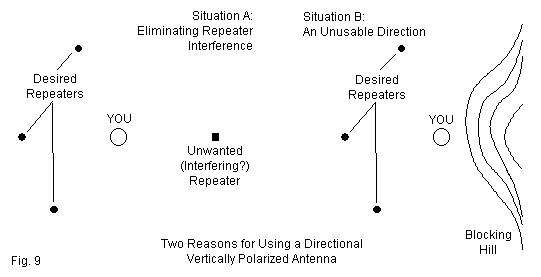 Situation A:
Eliminating Repeater
Interference
Situation B:
An Unusable Direction
Desired
Repeaters
YOU
Unwanted
(Interfering?)
Repeater
Desired
Repeaters
YOU
Blocking
Hill
Two Reasons for Using a Directional
Vertically Polarized Antenna
Fig. 9